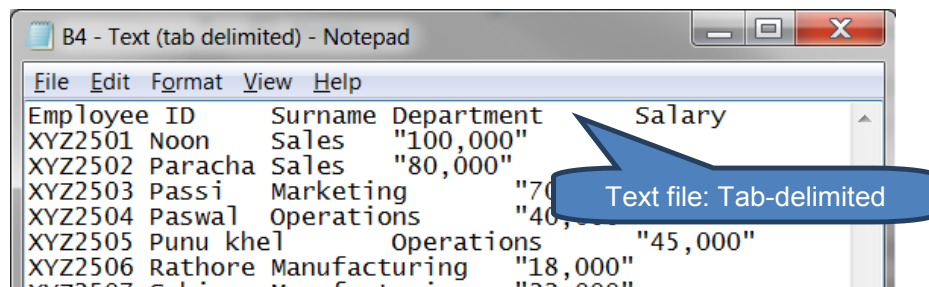 B4 - Text (tab delimited) - Notepad
X
File Edit Format View Help
Employee ID Surname Department Salary
XYZ2501 Noon Sales "100,000"
XYZ2502 Paracha Sales "80,000"
XYZ2503 Passi Marketing
XYZ2504 Paswal Operations
XYZ2505 Punu khel Operations "45,000"
XYZ2506 Rathore Manufacturing "18,000"
Text file: Tab-delimited